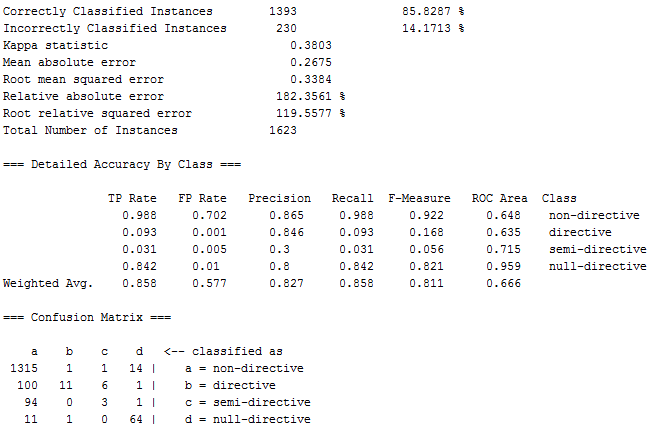 Correctly Classified Instances        1393               85.8287 %
Incorrectly Classified Instances       230               14.1713 %
Kappa statistic                          0.3803
Mean absolute error                      0.2675
Root mean squared error                  0.3384
Relative absolute error                182.3561 %
Root relative squared error            119.5577 %
Total Number of Instances             1623
=== Detailed Accuracy By Class ===
TP Rate   FP Rate   Precision   Recall  F-Measure   ROC Area  Class
0.988     0.702      0.865     0.988     0.922      0.648    non-directive
0.093     0.001      0.846     0.093     0.168      0.635    directive
0.031     0.005      0.3       0.031     0.056      0.715    semi-directive
0.842     0.01       0.8       0.842     0.821      0.959    null-directive
Weighted Avg.    0.858     0.577      0.827     0.858     0.811      0.666
=== Confusion Matrix ===
a    b    c    d   <-- classified as
1315    1    1   14 |    a = non-directive
100   11    6    1 |    b = directive
94    0    3    1 |    c = semi-directive
11    1    0   64 |    d = null-directive